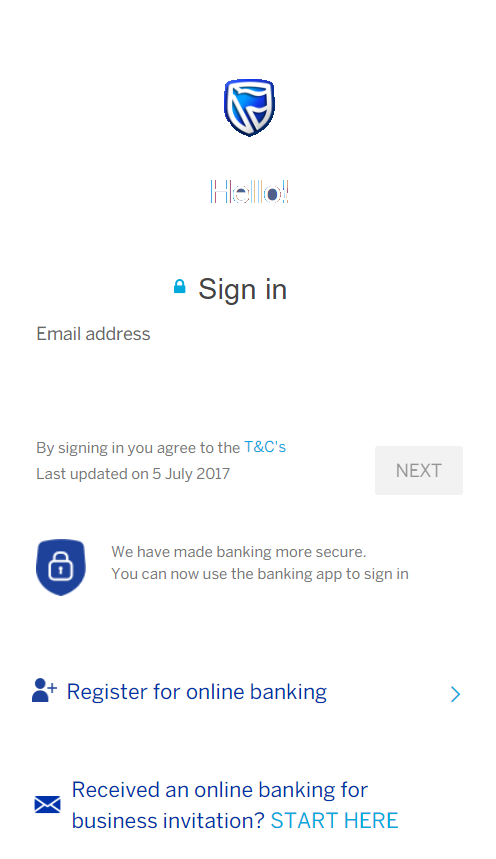 Hello!
Sign in
Email address
By signing in you agree to the T&C's
Last updated on 5 July 2017
NEXT
We have made banking more secure.
You can now use the banking app to sign in
Register for online banking
Received an online banking for
business invitation? START HERE